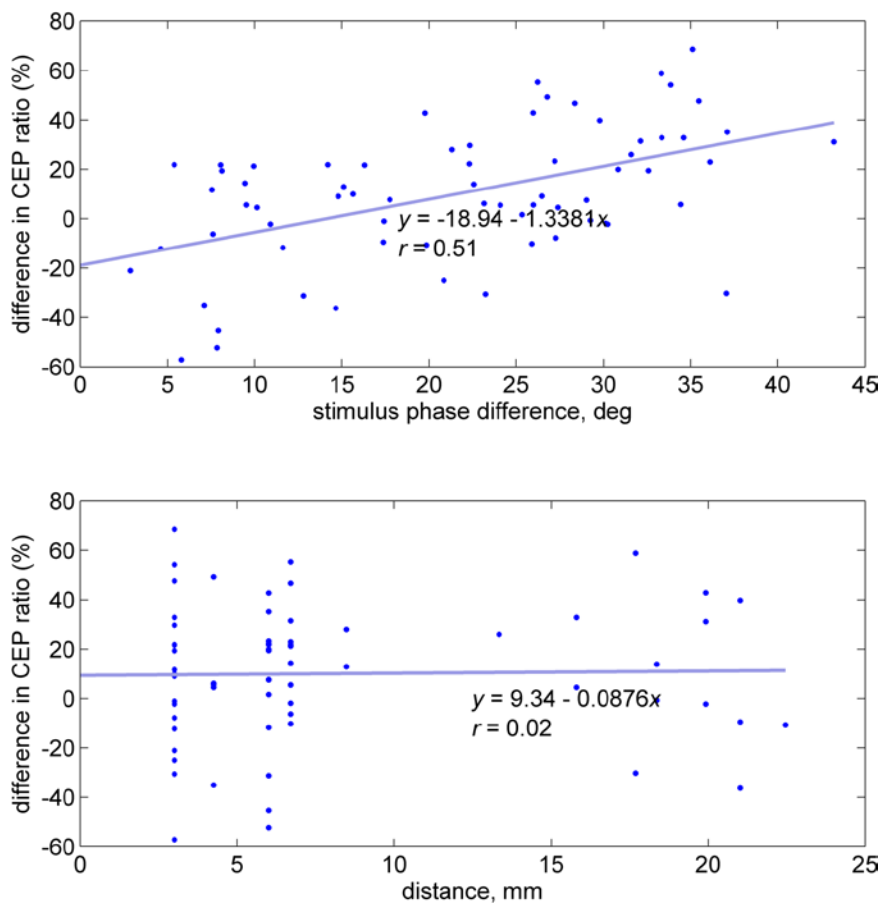 80
60
40
20
0
-20
-40
-60
difference in CEP ratio (%)
y = -18.94 - 1.3381x
r = 0.51
0 5 10 15 20 25 30 35 40 45
stimulus phase difference, deg
80
60
40
20
0
-20
-40
-60
difference in CEP ratio (%)
y = 9.34 - 0.0876x
r = 0.02
0 5 10 15 20 25
distance, mm